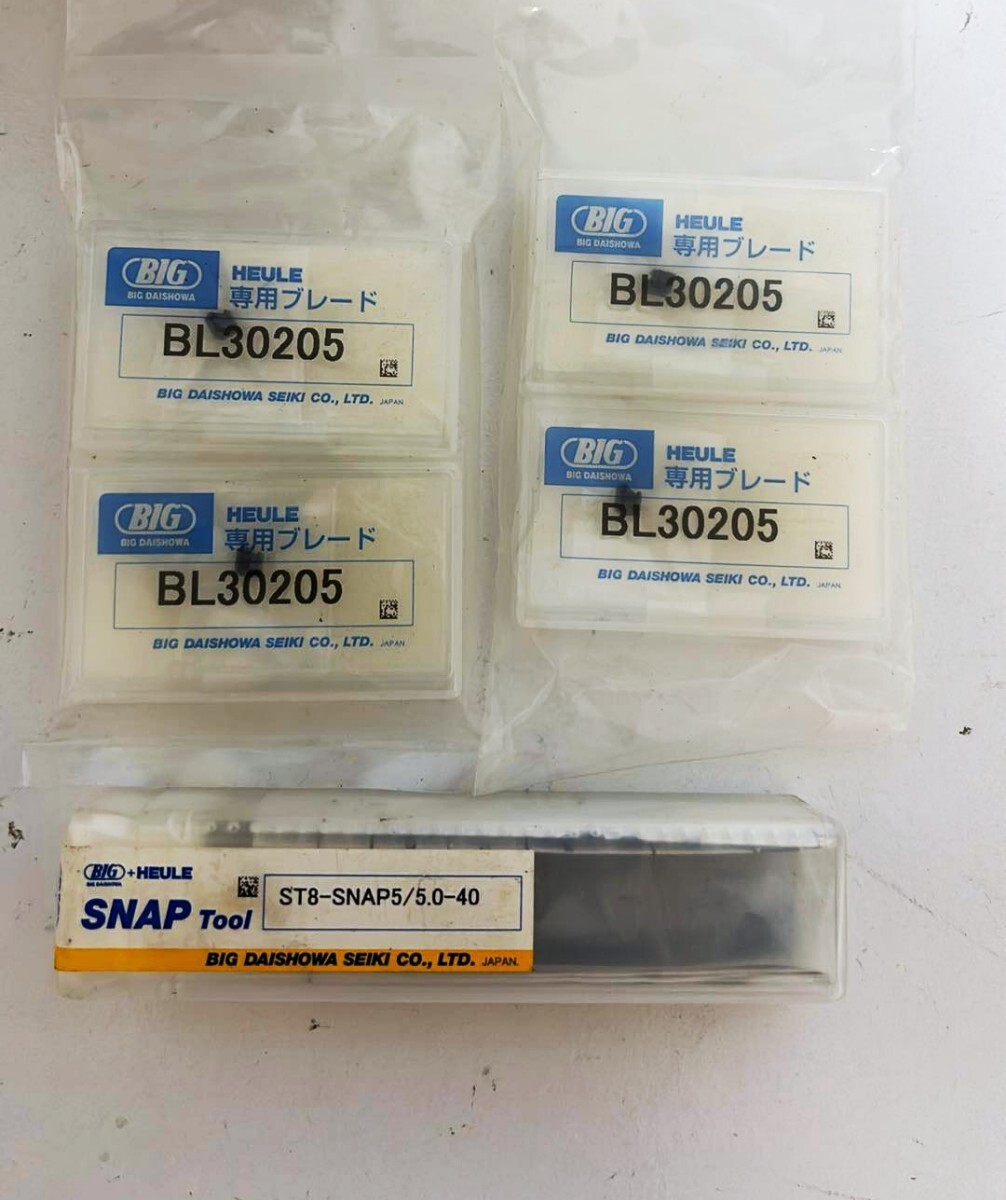 BIG
BIG DAISHOWA
HEULE
専用ブレード
BL30205
BIG DAISHOWA SEIKI CO., LTD. JAPAN
BIG
BIG DAISHOWA
HEULE
専用ブレード
BL30205
BIG DAISHOWA SEIKI CO., LTD. JAPAN.
BIG
BIG DAISHOWA
HEULE
専用ブレード
BL30205
BIG DAISHOWA SEIKI CO., LTD. JAPAN
BIG
BIG DAISHOWA
HEULE
専用ブレード
BL30205
BIG DAISHOWA SEIKI CO., LTD. JAPAN.
BIG+HEULE
BIG DAISHOWA
SNAP Tool
ST8-SNAP5/5.0-40
BIG DAISHOWA SEIKI CO., LTD. JAPAN.